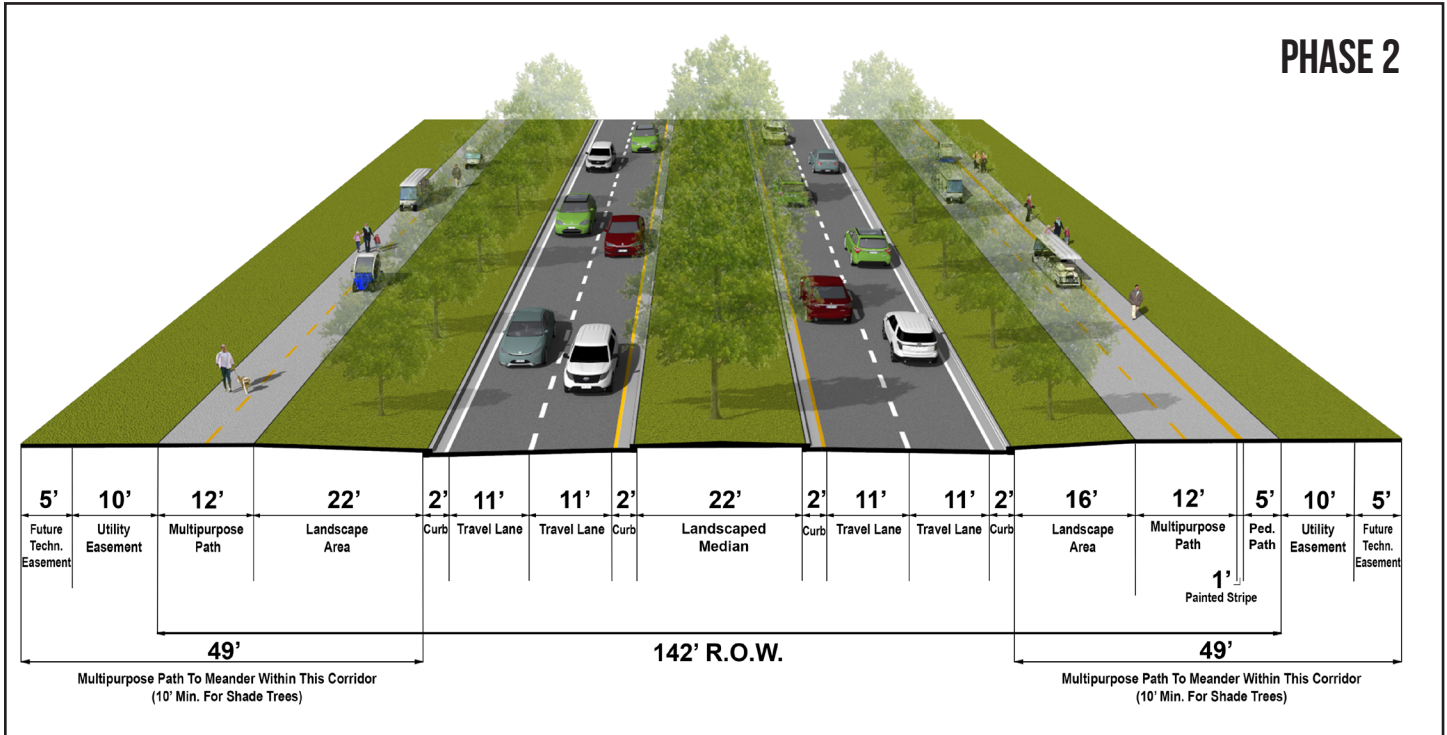 PHASE 2
5' 10' 12' 22' 2' 11' 11' 2' 22' 2' 11' 11' 2' 16' 12' 5' 10' 5'
Future
Techn.
Easement
Utility
Easement
Multipurpose
Path
Landscape
Area
Curb
Travel Lane
Travel Lane
Curb
Landscaped
Median
Curb
Travel Lane
Travel Lane
Curb
Landscape
Area
Multipurpose
Path
1'
Painted Stripe
Ped.
Path
Utility
Easement
Future
Techn.
Easement
49'
142' R.O.W.
49'
Multipurpose Path To Meander Within This Corridor
(10' Min. For Shade Trees)
Multipurpose Path To Meander Within This Corridor
(10' Min. For Shade Trees)